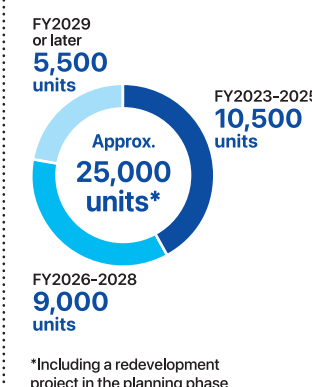 FY2029
or later
5,500
units
FY2023-2025
10,500
units
Approx.
25,000
units*
FY2026-2028
9,000
units
*Including a redevelopment
project in the planning phase